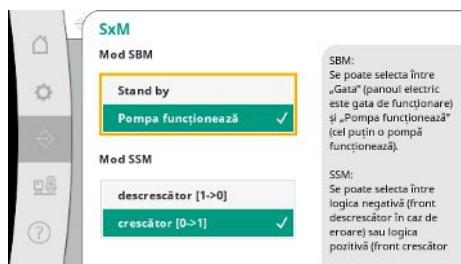 SxM
Mod SBM
Stand by
Pompa funcționează
Mod SSM
descrescător [1->0]
crescător [0->1]
SBM:
Se poate selecta între
„Gata” (panoul electric
este gata de funcționare)
și „Pompa funcționează”
(cel puțin o pompă
funcționează).
SSM:
Se poate selecta între
logica negativă (front
descrescător în caz de
eroare) sau logica
pozitivă (front crescător